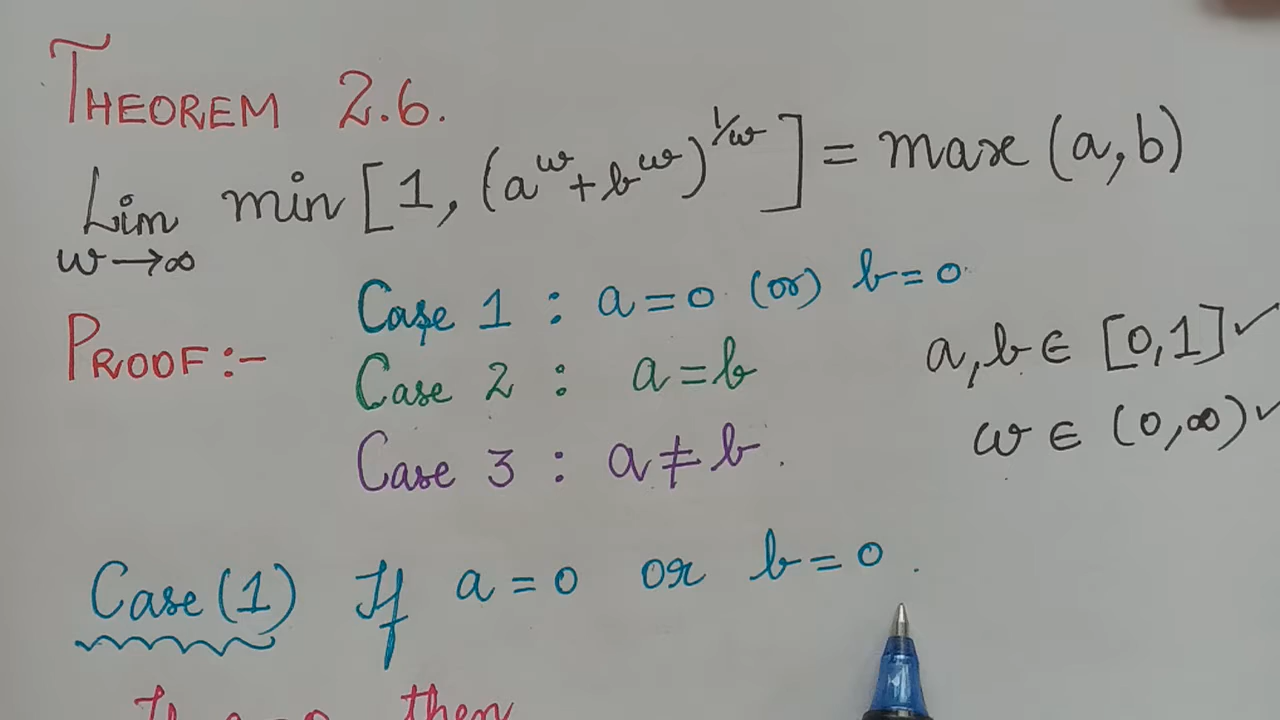 THEOREM 2.6.
Lim w→∞ min [1, (a^w + b^w)^{1/w}] = max (a, b)
PROOF :-
Case 1 : a = 0 (or) b = 0
Case 2 : a = b
Case 3 : a ≠ b.
a, b ∈ [0, 1] ✓
w ∈ (0, ∞) ✓
Case (1) If a = 0 or b = 0.
then